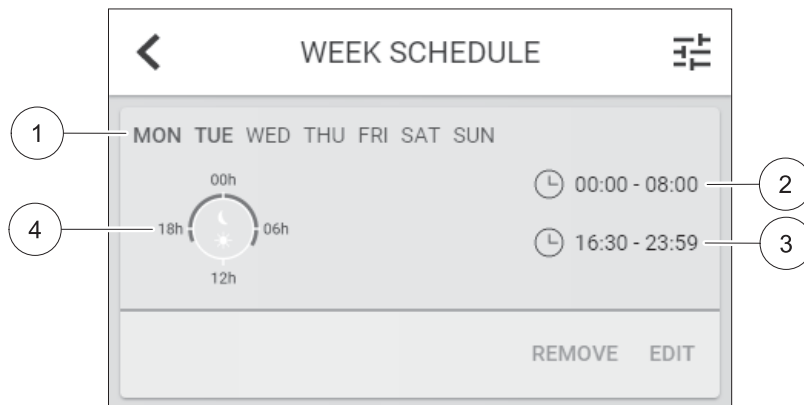 WEEK SCHEDULE
1
MON TUE WED THU FRI SAT SUN
00h
00:00 - 08:00
2
4
18h
06h
16:30 - 23:59
3
12h
REMOVE EDIT